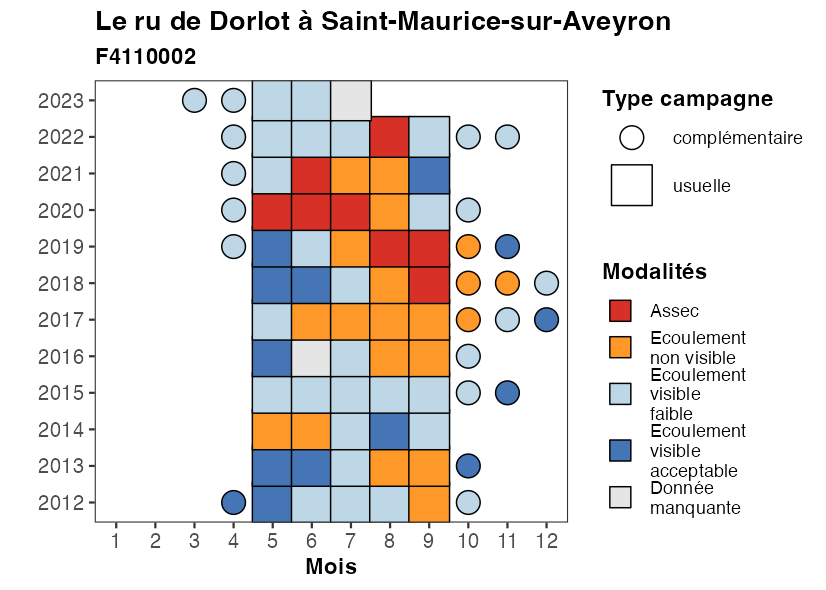 Le ru de Dorlot à Saint-Maurice-sur-Aveyron
F4110002
2023
2022
2021
2020
2019
2018
2017
2016
2015
2014
2013
2012
1 2 3 4 5 6 7 8 9 10 11 12
Mois
Type campagne
complémentaire
usuelle
Modalités
Assec
Ecoulement
non visible
Ecoulement
visible
faible
Ecoulement
visible
acceptable
Donnée
manquante